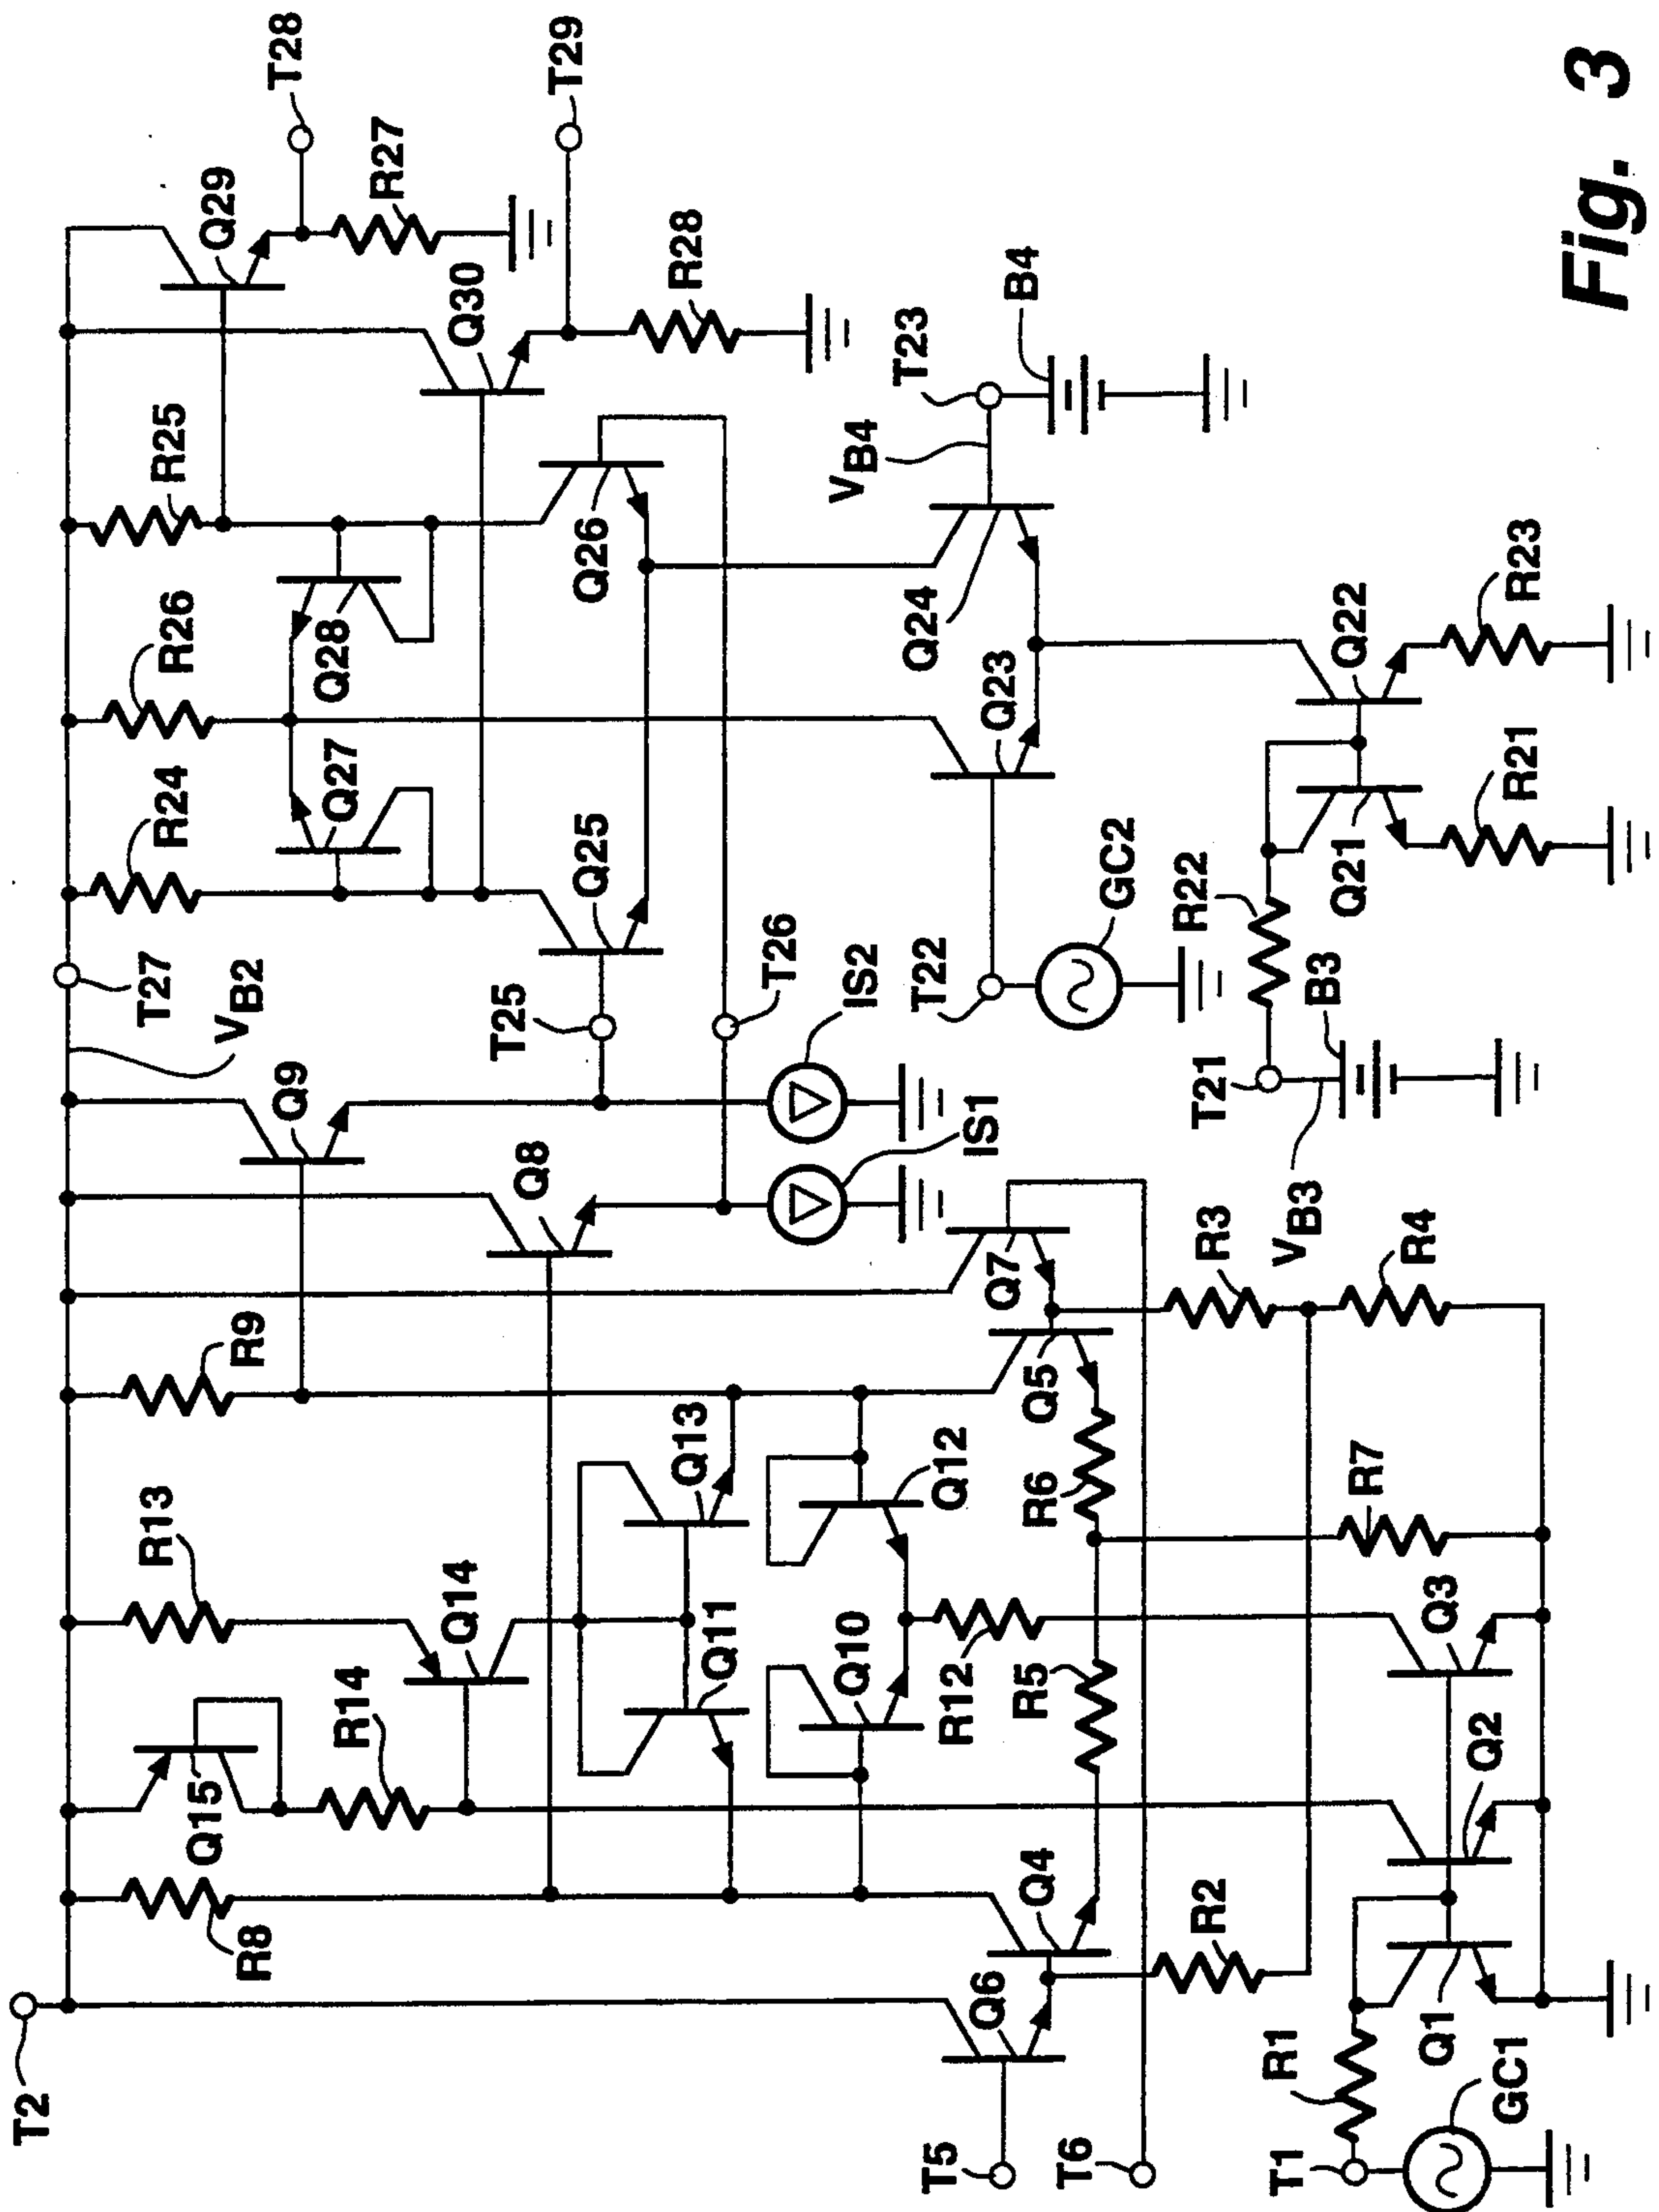 T2
T27
VB2
T28
T29
R8
Q15
R14
R13
Q14
R9
Q9
Q8
R24
R26
R25
Q27
Q28
Q29
R27
Q30
R28
Q11
Q13
Q10
Q12
R12
T25
T26
IS2
IS1
Q25
Q26
T5
T6
Q6
Q4
R5
R6
Q5
Q7
R2
R7
R3
R4
T22
GC2
Q23
Q24
VB4
T23
B4
T1
GC1
R1
Q1
Q2
Q3
T21
VB3
B3
R22
Q21
R21
Q22
R23
Fig. 3